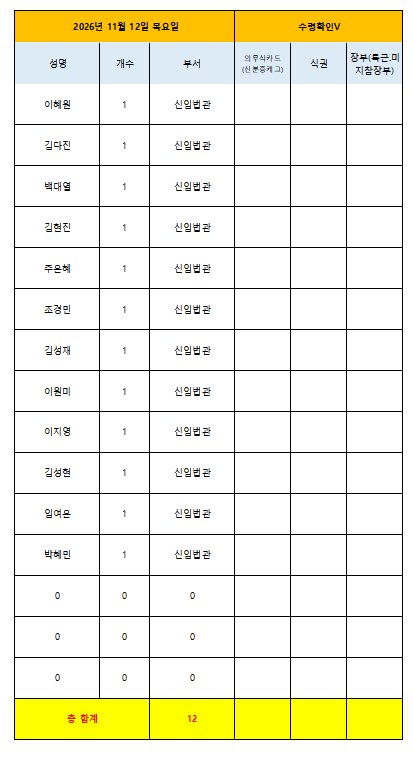 2026년 11월 12일 목요일 수령확인V
성명 개수 부서 의무식카드 (신분증케그) 식권 장부(특근.미지참장부)
이혜원 1 신임법관
김다진 1 신임법관
백대열 1 신임법관
김현진 1 신임법관
주은혜 1 신임법관
조경민 1 신임법관
김성재 1 신임법관
이원미 1 신임법관
이지영 1 신임법관
김성현 1 신임법관
임여은 1 신임법관
박혜민 1 신임법관
0 0 0
0 0 0
0 0 0
총 합계 12